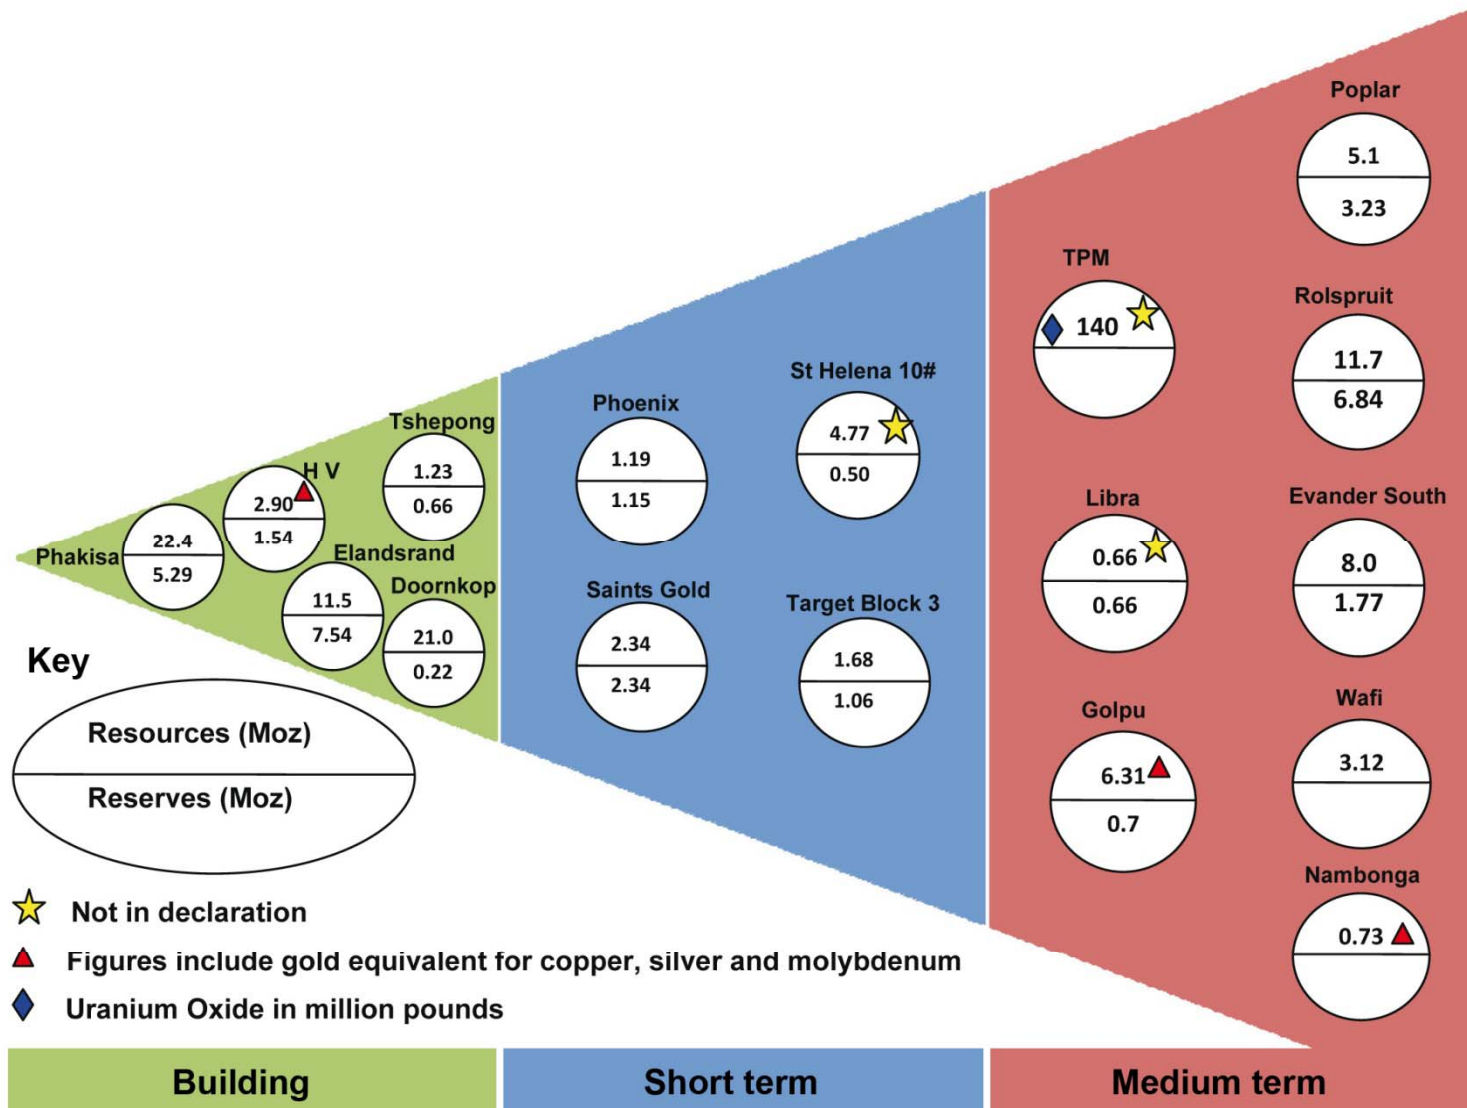 Poplar
5.1
3.23
TPM
140
Rolspruit
11.7
6.84
St Helena 10#
4.77
0.50
Phoenix
1.19
1.15
Tshepong
1.23
0.66
H V
2.90
1.54
Phakisa
22.4
5.29
Elandsrand
11.5
7.54
Doornkop
21.0
0.22
Saints Gold
2.34
2.34
Target Block 3
1.68
1.06
Libra
0.66
0.66
Evander South
8.0
1.77
Golpu
6.31
0.7
Wafi
3.12
Nambonga
0.73
Key
Resources (Moz)
Reserves (Moz)
Not in declaration
Figures include gold equivalent for copper, silver and molybdenum
Uranium Oxide in million pounds
Building
Short term
Medium term